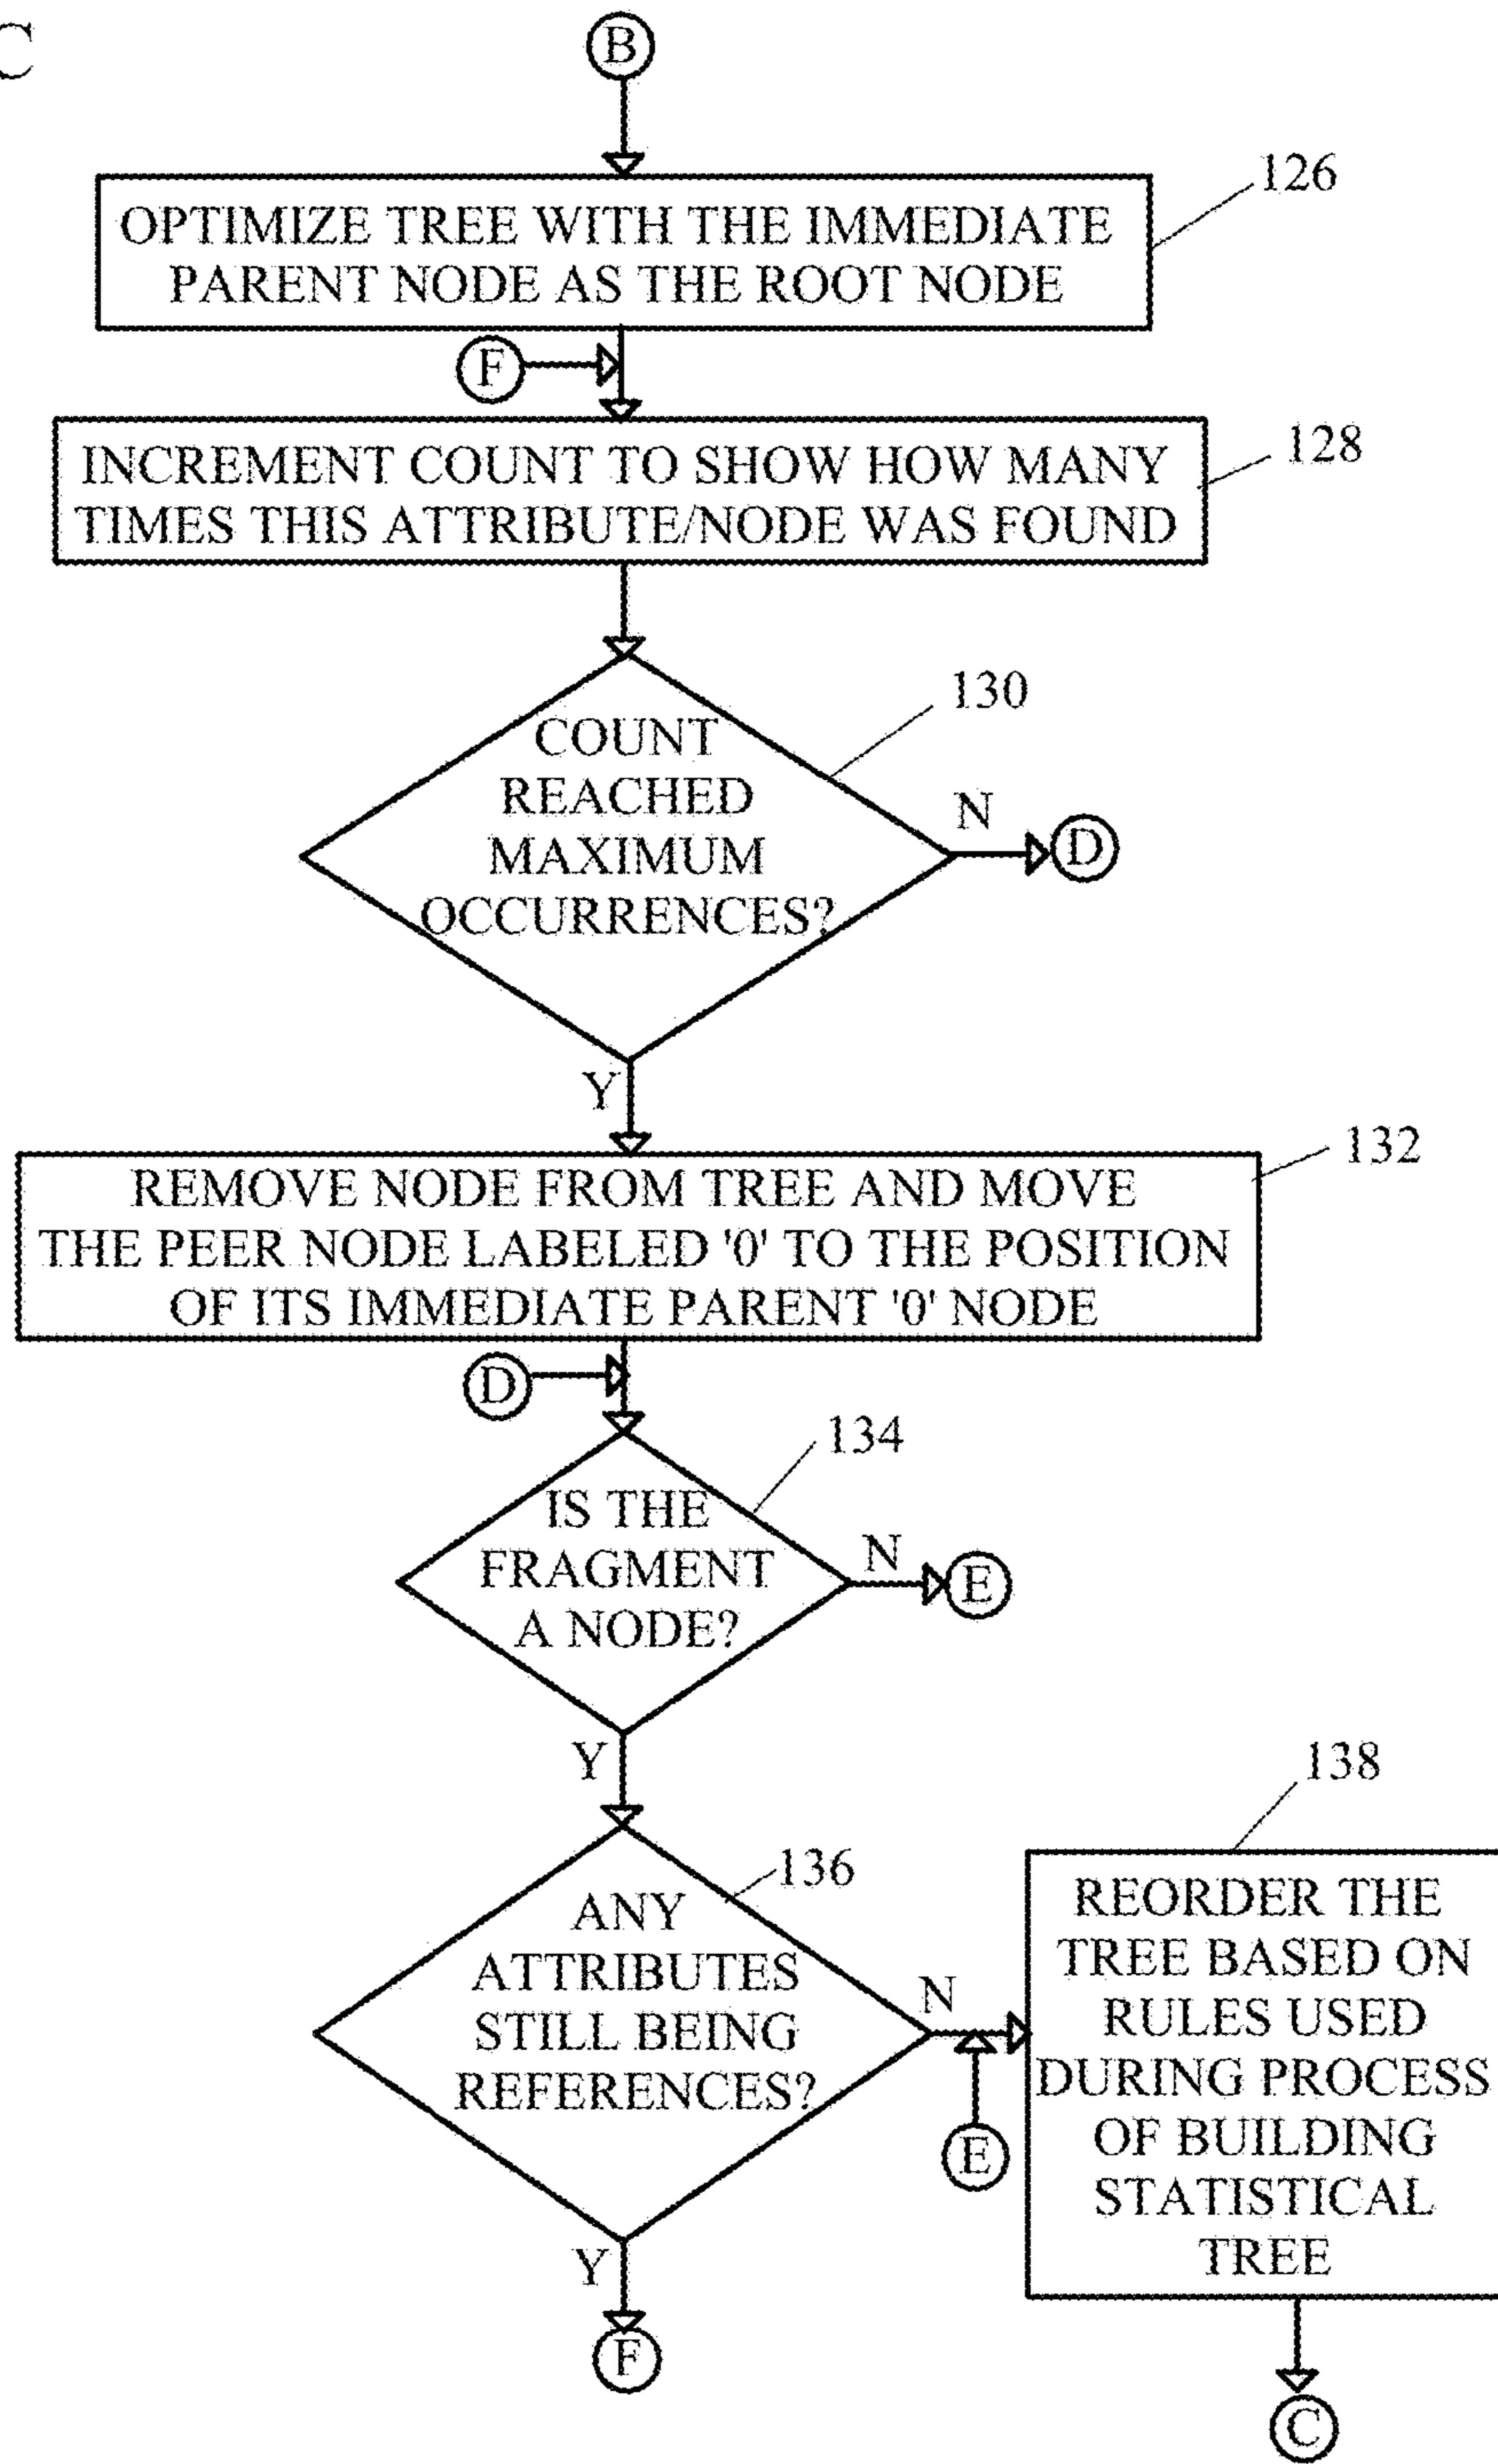 C
B
126
OPTIMIZE TREE WITH THE IMMEDIATE
PARENT NODE AS THE ROOT NODE
F
128
INCREMENT COUNT TO SHOW HOW MANY
TIMES THIS ATTRIBUTE/NODE WAS FOUND
130
COUNT
REACHED
MAXIMUM
OCCURRENCES?
N
D
Y
132
REMOVE NODE FROM TREE AND MOVE
THE PEER NODE LABELED '0' TO THE POSITION
OF ITS IMMEDIATE PARENT '0' NODE
D
134
IS THE
FRAGMENT
A NODE?
N
E
Y
136
ANY
ATTRIBUTES
STILL BEING
REFERENCES?
N
E
Y
F
138
REORDER THE
TREE BASED ON
RULES USED
DURING PROCESS
OF BUILDING
STATISTICAL
TREE
C